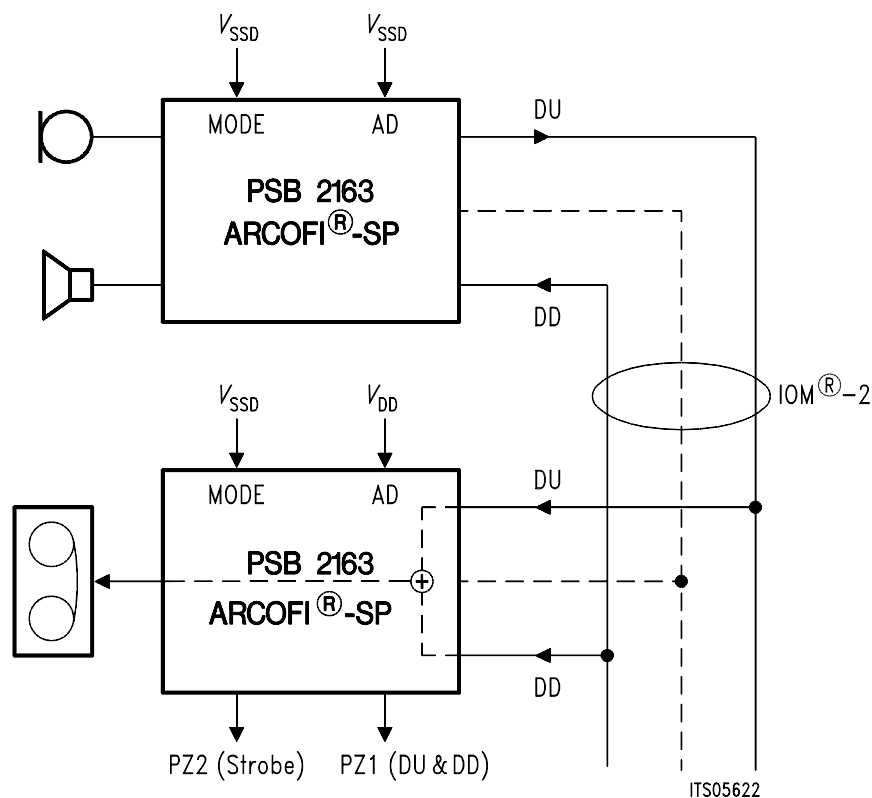 VSSD VSSD
MODE AD
DU
PSB 2163
ARCOFI®-SP
DD
IOM®-2
VSSD VDD
MODE AD
DU
PSB 2163
ARCOFI®-SP
DD
PZ2 (Strobe) PZ1 (DU & DD)
ITS05622